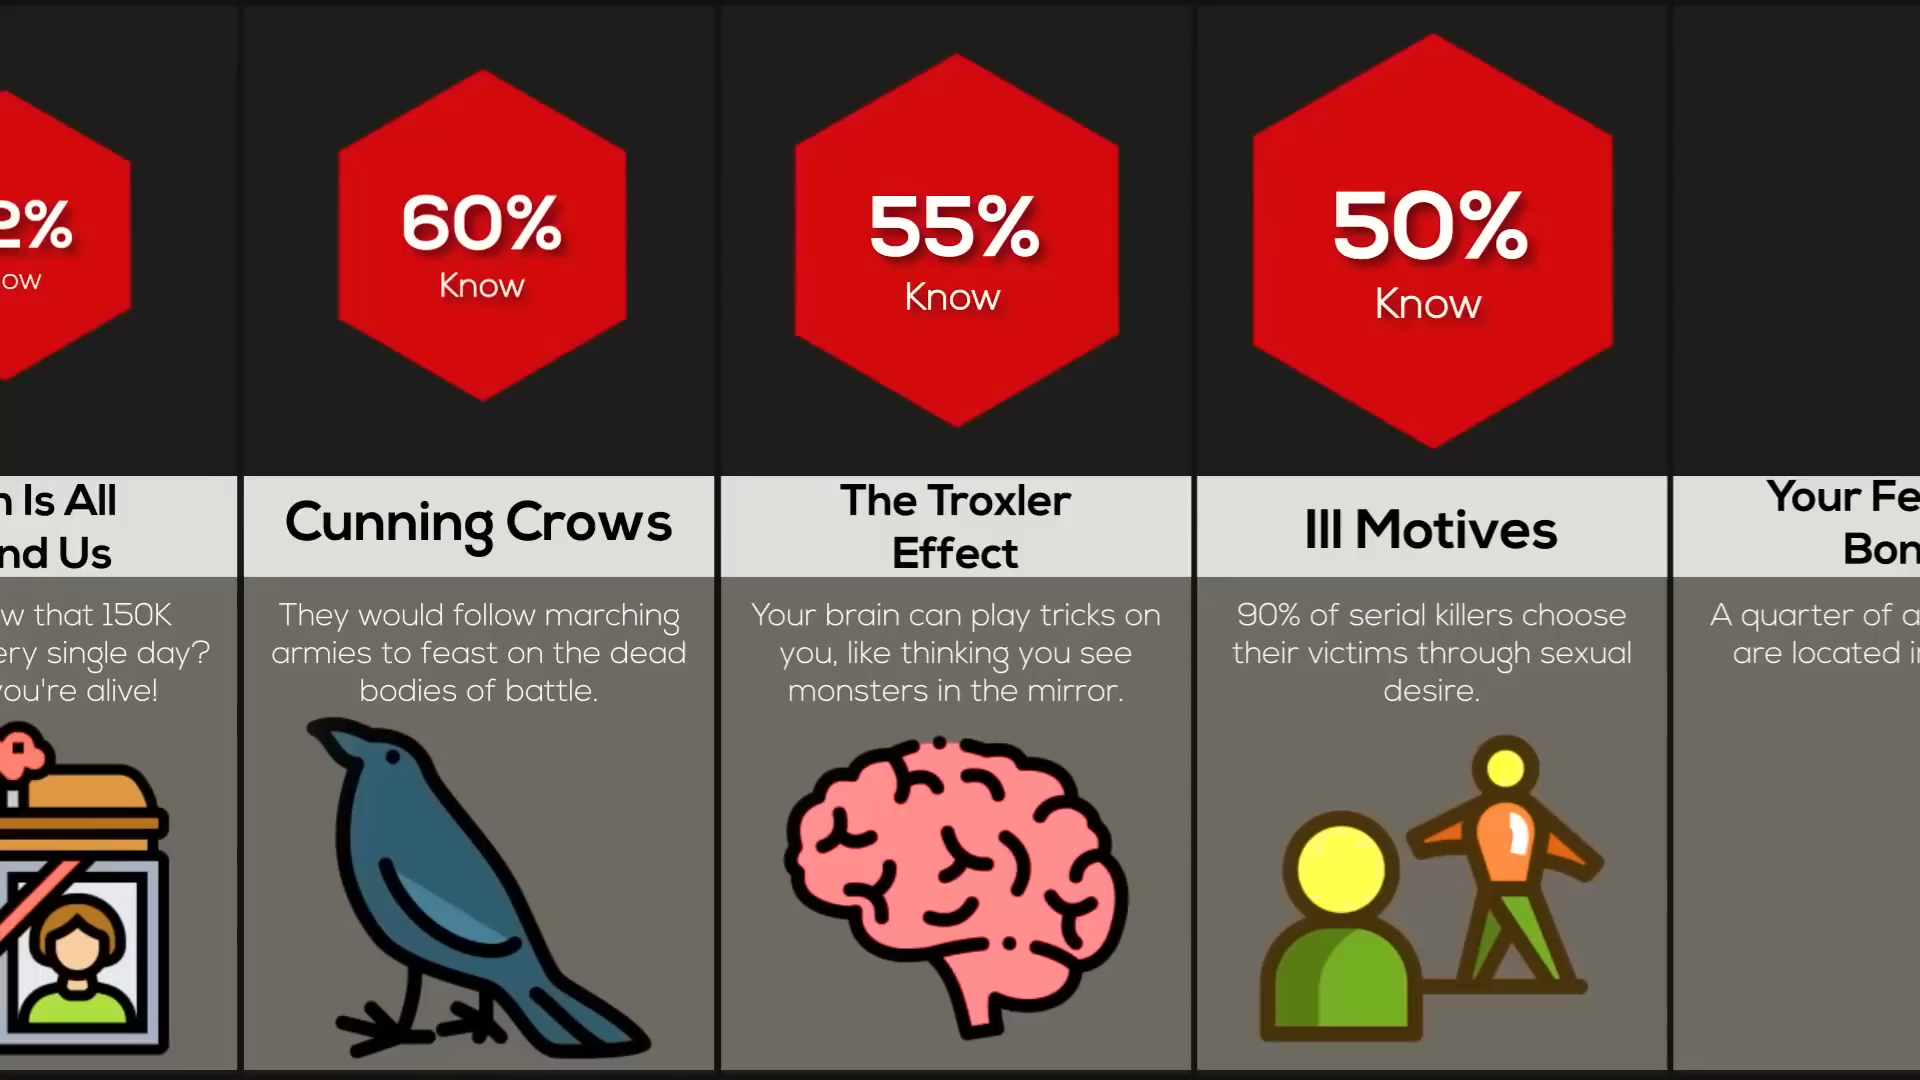 2%
ow
n Is All
nd Us
w that 150K
ery single day?
you're alive!
60%
Know
Cunning Crows
They would follow marching
armies to feast on the dead
bodies of battle.
55%
Know
The Troxler
Effect
Your brain can play tricks on
you, like thinking you see
monsters in the mirror.
50%
Know
Ill Motives
90% of serial killers choose
their victims through sexual
desire.
Your Fe
Bon
A quarter of a
are located i